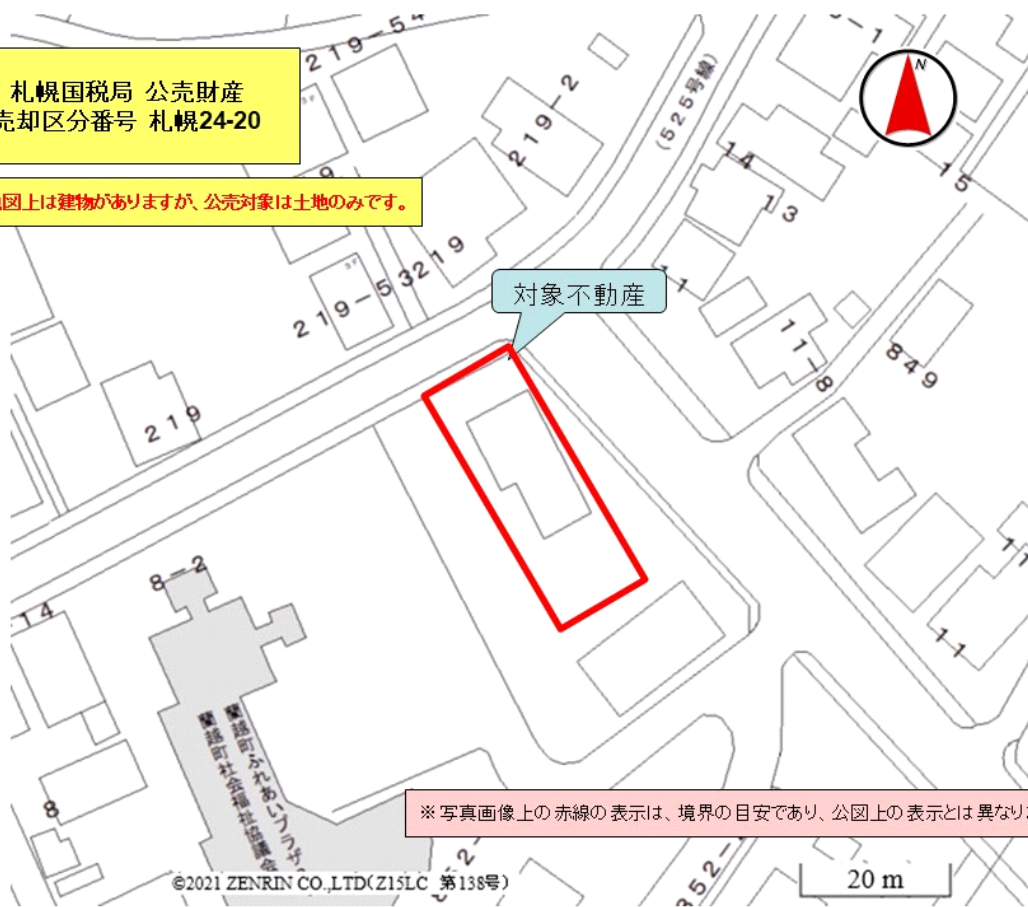 219-54
札幌国税局 公売財産
売却区分番号 札幌24-20
図上は建物がありますが、公売対象は土地のみです。
219-2
(525号線)
N
14
13
15
219
219-53
対象不動産
11-8
849
219
8-2
14
11
蘭越町ふれあいプラザ
蘭越町社会福祉協議会
8
※写真画像上の赤線の表示は、境界の目安であり、公図上の表示とは異なり
852-
©2021 ZENRIN CO.,LTD(Z15LC 第138号)
20 m